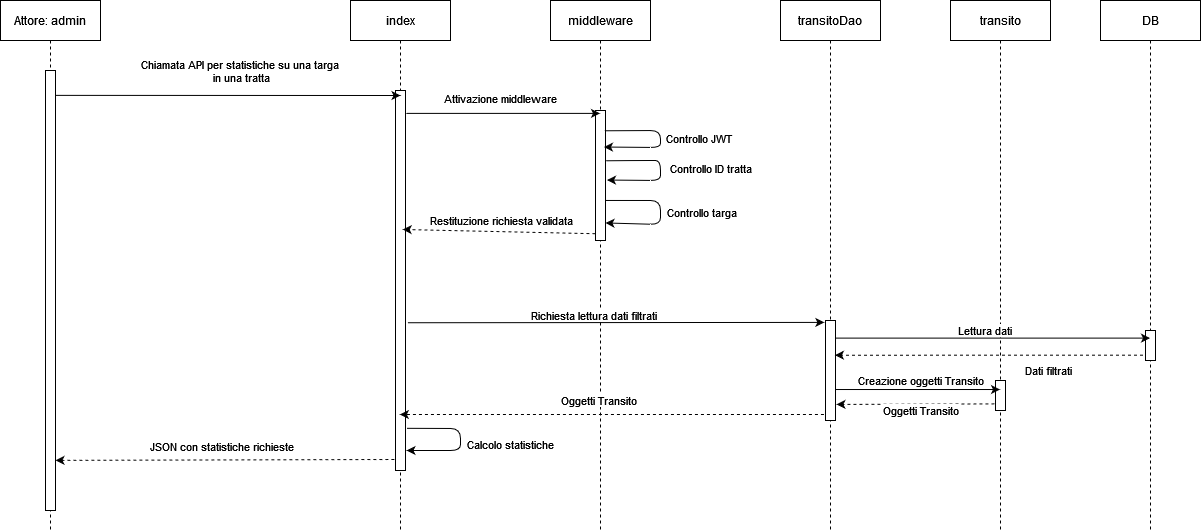 Attore: admin
index
middleware
transitoDao
transito
DB
Chiamata API per statistiche su una targa
in una tratta
Attivazione middleware
Controllo JWT
Controllo ID tratta
Controllo targa
Restituzione richiesta validata
Richiesta lettura dati filtrati
Lettura dati
Dati filtrati
Creazione oggetti Transito
Oggetti Transito
Oggetti Transito
Calcolo statistiche
JSON con statistiche richieste